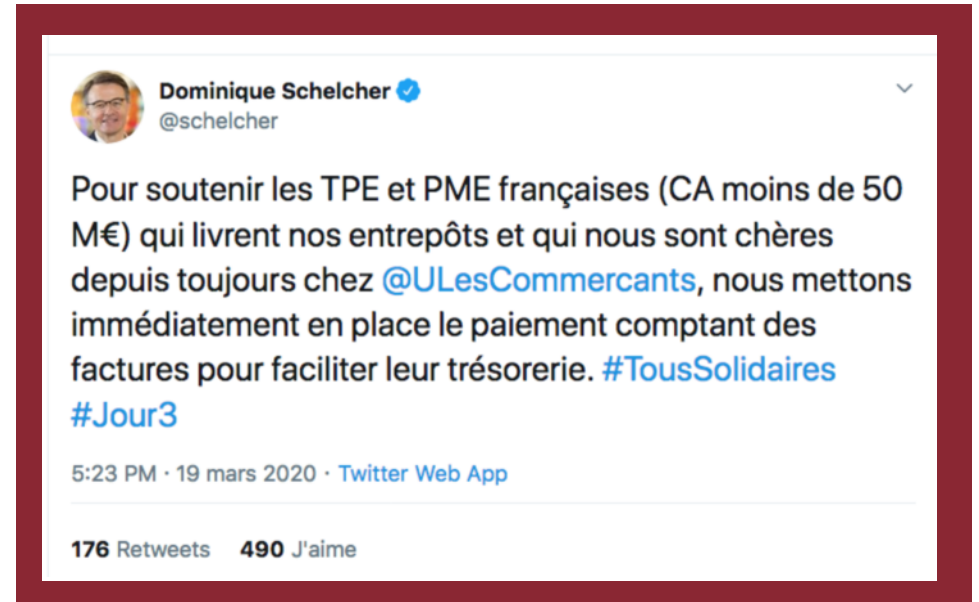 Dominique Schelcher
@schelcher
Pour soutenir les TPE et PME françaises (CA moins de 50
M€) qui livrent nos entrepôts et qui nous sont chères
depuis toujours chez @ULesCommercants, nous mettons
immédiatement en place le paiement comptant des
factures pour faciliter leur trésorerie. #TousSolidaires
#Jour3
5:23 PM · 19 mars 2020 · Twitter Web App
176 Retweets 490 J'aime